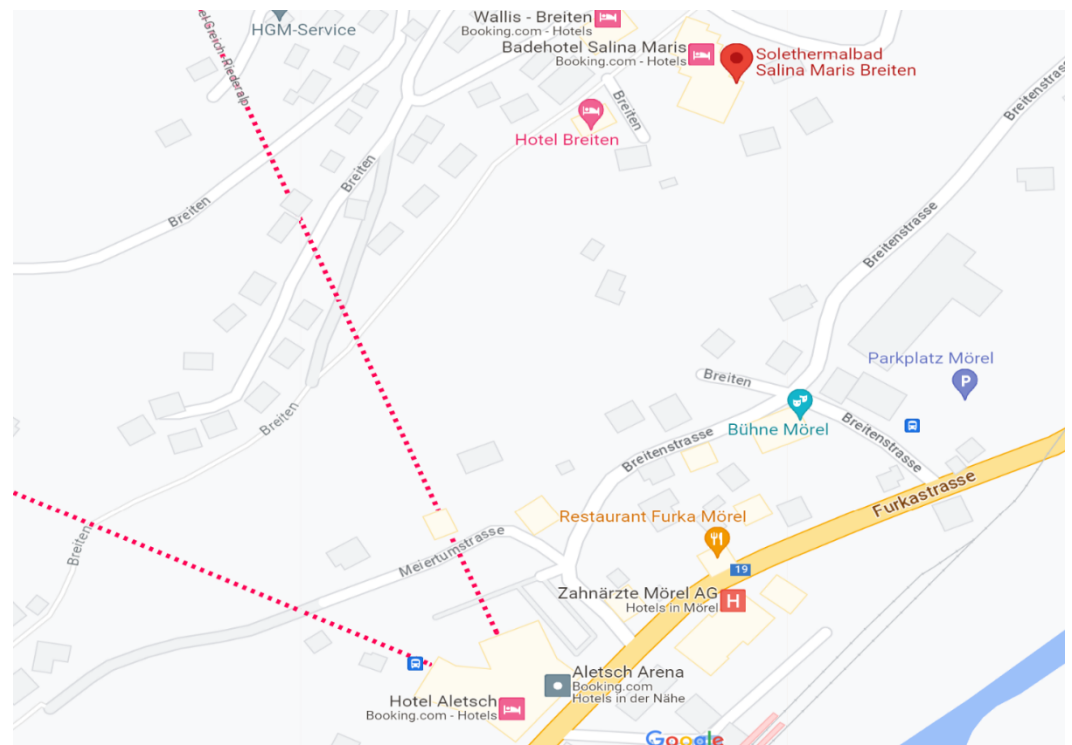 Wallis - Breiten
Booking.com - Hotels
HGM-Service
Badehotel Salina Maris
Booking.com - Hotels
Solethermalbad
Salina Maris Breiten
Greich-Riederalp
Breiten
Hotel Breiten
Breitenstrasse
Breiten
Breiten
Breitenstrasse
Parkplatz Mörel
P
Breiten
Breiten
Bühne Mörel
Breitenstrasse
Breitenstrasse
Furkastrasse
Restaurant Furka Mörel
Meiertumstrasse
Breiten
19
Zahnärzte Mörel AG
Hotels in Mörel
H
Aletsch Arena
Booking.com
Hotels in der Nähe
Hotel Aletsch
Booking.com - Hotels
Google